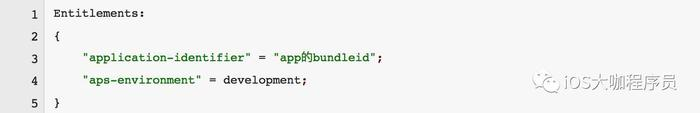 1 Entitlements:
2 {
3 "application-identifier" = "app的bundleid";
4 "aps-environment" = development;
5 }
iOS大咖程序员